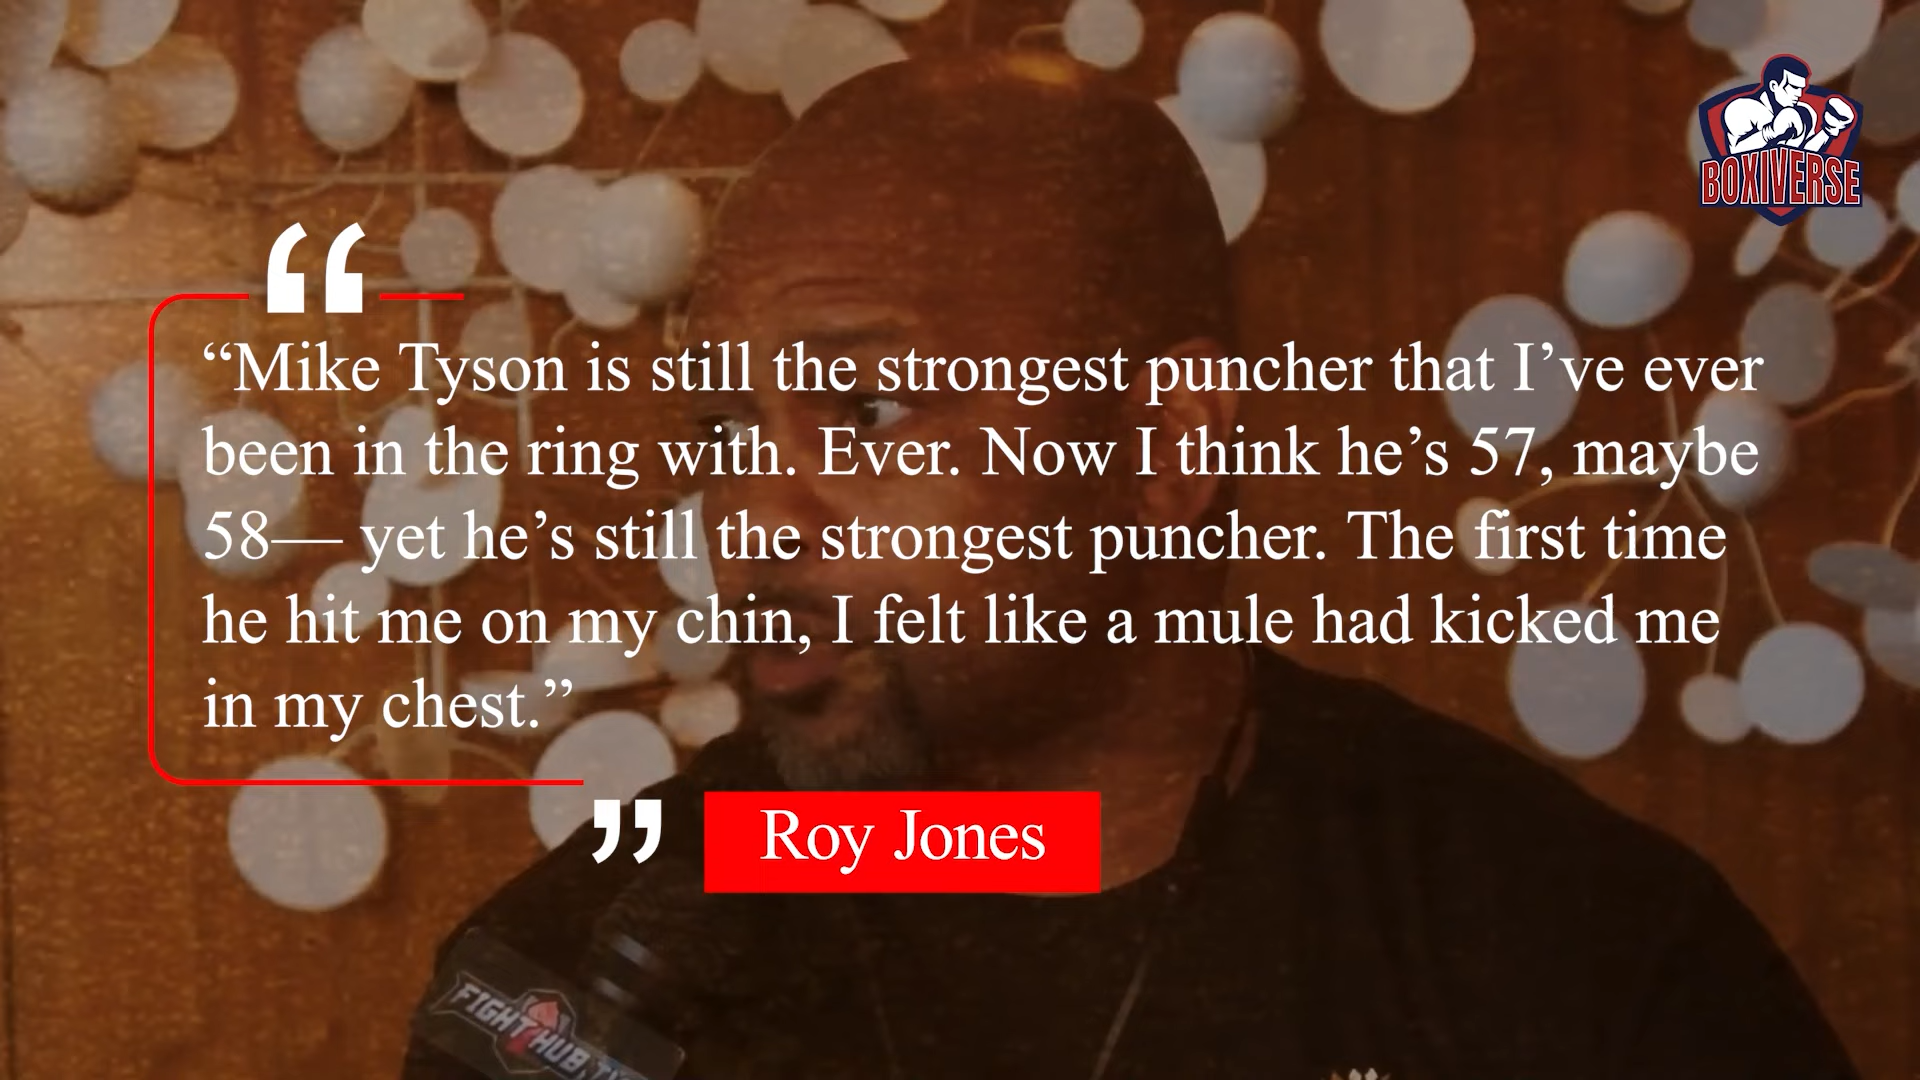 BOXIVERSE
“
“Mike Tyson is still the strongest puncher that I’ve ever
been in the ring with. Ever. Now I think he’s 57, maybe
58— yet he’s still the strongest puncher. The first time
he hit me on my chin, I felt like a mule had kicked me
in my chest.”
”
Roy Jones
FIGHT HUB.TV